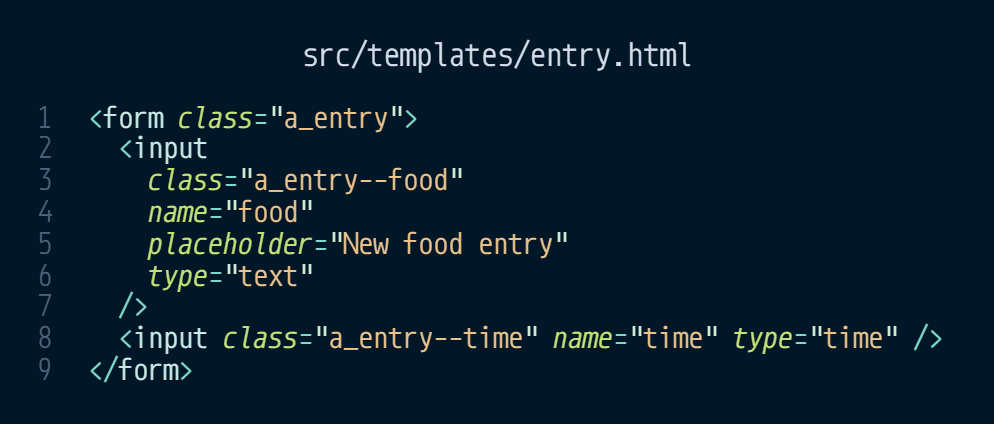 src/templates/entry.html
1 <form class="a_entry">
2   <input
3     class="a_entry--food"
4     name="food"
5     placeholder="New food entry"
6     type="text"
7   />
8   <input class="a_entry--time" name="time" type="time" />
9 </form>